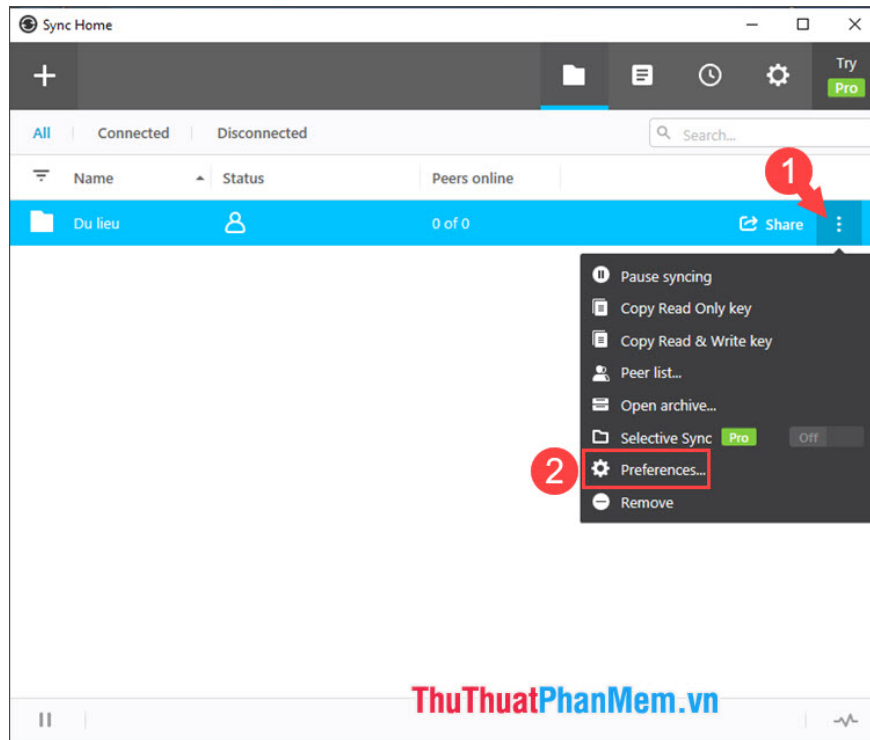 Sync Home
Try
Pro
All Connected Disconnected
Search...
Name Status Peers online
1
Du lieu 0 of 0 Share
Pause syncing
Copy Read Only key
Copy Read & Write key
Peer list...
Open archive...
Selective Sync Pro Off
2 Preferences...
Remove
ThuThuatPhanMem.vn